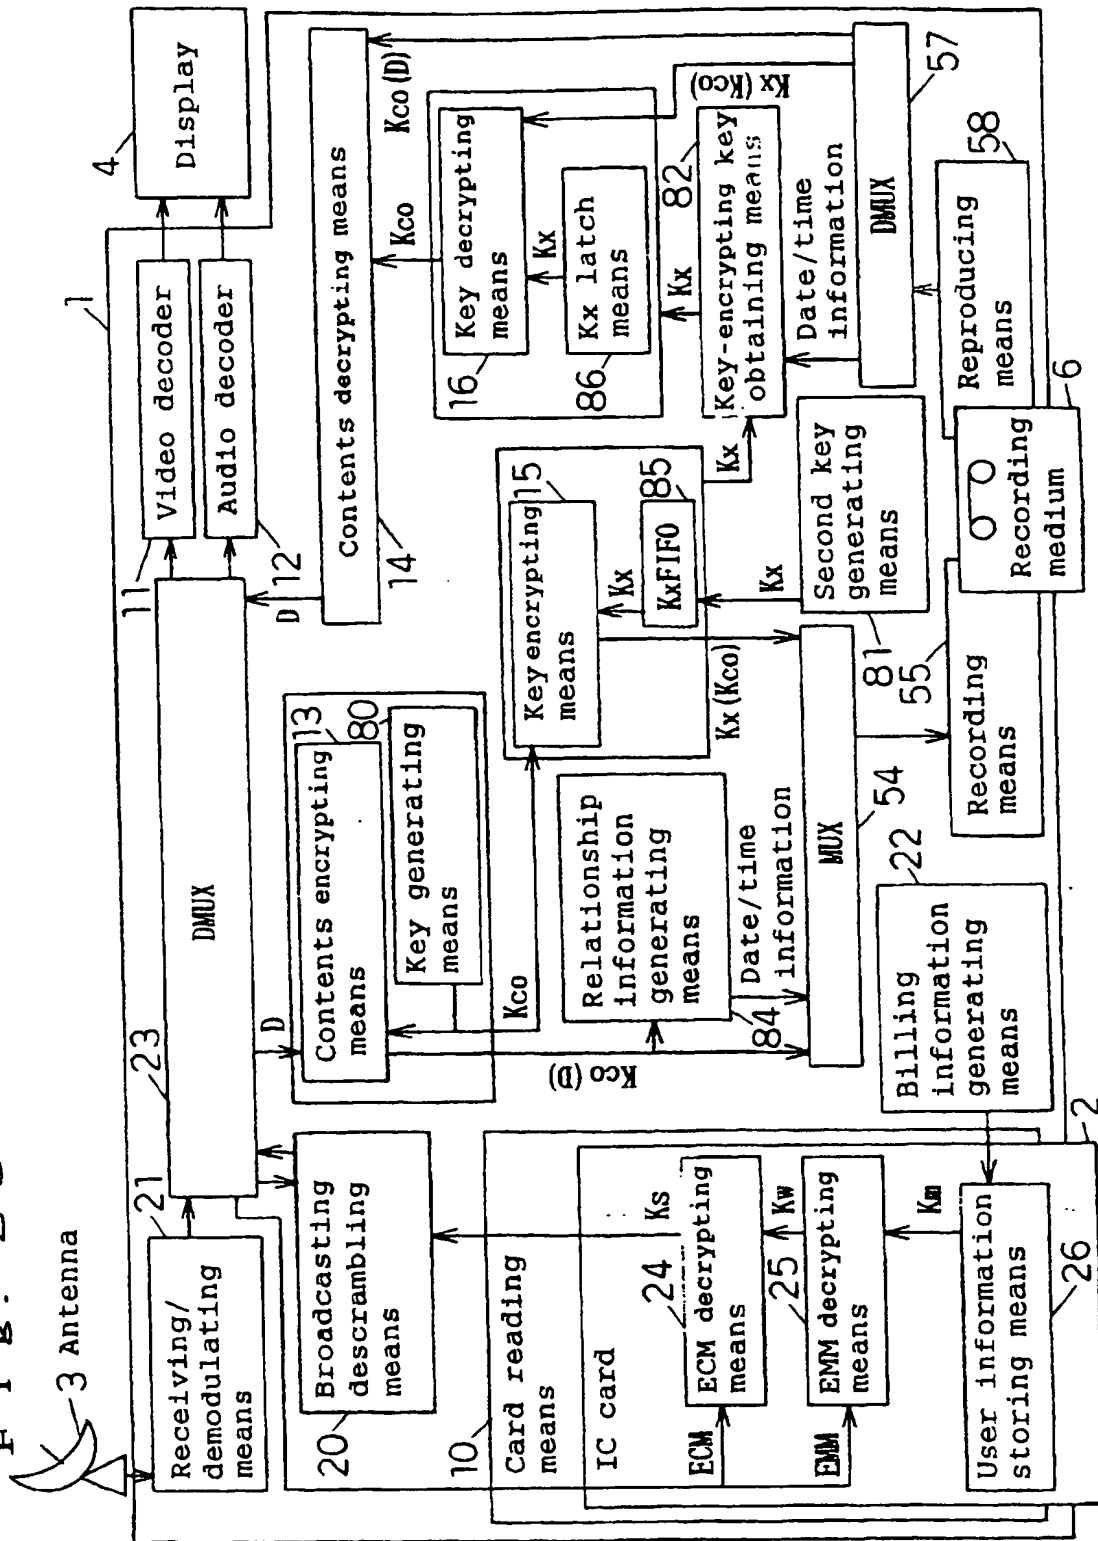 FIG.
3 Antenna
21
Receiving/
demodulating
means
23
DMUX
11
Video decoder
12
Audio decoder
4
Display
1
20
Broadcasting
descrambling
means
D
13
Contents encrypting
means
80
Key generating
means
D
14
Contents decrypting means
Kco(D)
Kco
Kco
Kco(D)
10
Card reading
means
IC card
2
Ks
ECM
24
ECM decrypting
means
Kw
EMM
25
EMM decrypting
means
Km
26
User information
storing means
22
Billing
information
generating
means
Relationship
information
generating
means
84
Date/time
information
15
Key encrypting
means
Kx
85
KxFIFO
Kx
Kx(Kco)
MUX
54
81
Second key
generating
means
Kx
16
Key decrypting
means
Kx
86
Kx latch
means
Kx
82
Key-encrypting key
obtaining means
Kx(Kco)
Date/time
information
DMUX
57
55
Recording
means
6
Recording
medium
58
Reproducing
means